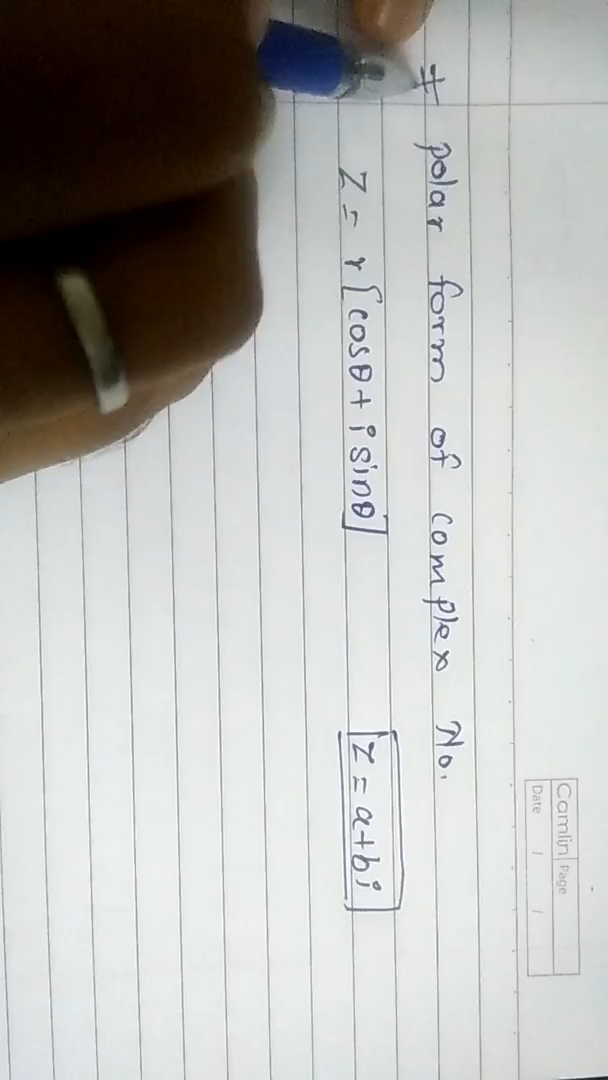 Camlin Page
Date / /
# polar form of complex No.
z = r[cosθ + i sinθ] z = a+bi